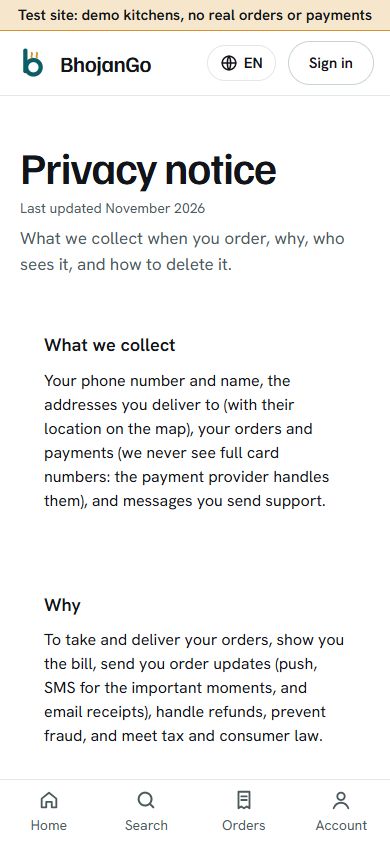 Test site: demo kitchens, no real orders or payments
BhojanGo
EN
Sign in
Privacy notice
Last updated November 2026
What we collect when you order, why, who
sees it, and how to delete it.
What we collect
Your phone number and name, the
addresses you deliver to (with their
location on the map), your orders and
payments (we never see full card
numbers: the payment provider handles
them), and messages you send support.
Why
To take and deliver your orders, show you
the bill, send you order updates (push,
SMS for the important moments, and
email receipts), handle refunds, prevent
fraud, and meet tax and consumer law.
Home
Search
Orders
Account